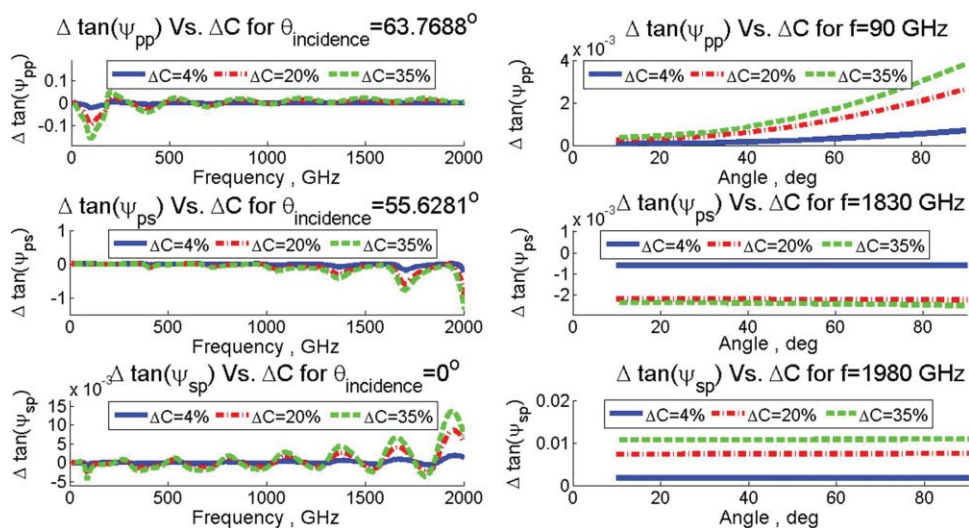 Δ tan(ψpp) Vs. ΔC for θincidence=63.7688o
Δ tan(ψpp)
0.1
0
-0.1
ΔC=4% ΔC=20% ΔC=35%
0 500 1000 1500 2000
Frequency , GHz
Δ tan(ψpp) Vs. ΔC for f=90 GHz
x 10-3
Δ tan(ψpp)
4
2
0
ΔC=4% ΔC=20% ΔC=35%
20 40 60 80
Angle , deg
Δ tan(ψps) Vs. ΔC for θincidence=55.6281o
Δ tan(ψps)
1
0
-1
ΔC=4% ΔC=20% ΔC=35%
0 500 1000 1500 2000
Frequency , GHz
x 10-3
Δ tan(ψps) Vs. ΔC for f=1830 GHz
Δ tan(ψps)
1
0
-1
-2
ΔC=4% ΔC=20% ΔC=35%
0 20 40 60 80
Angle , deg
x 10-3
Δ tan(ψsp) Vs. ΔC for θincidence=0o
Δ tan(ψsp)
15
10
5
0
-5
ΔC=4% ΔC=20% ΔC=35%
0 500 1000 1500 2000
Frequency , GHz
Δ tan(ψsp) Vs. ΔC for f=1980 GHz
Δ tan(ψsp)
0.02
0.01
0
ΔC=4% ΔC=20% ΔC=35%
0 20 40 60 80
Angle , deg